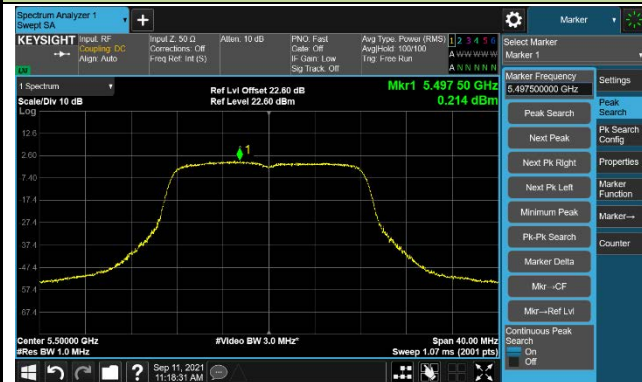 Spectrum Analyzer 1
Swept SA
+
Marker
KEYSIGHT
Input: RF
Coupling: DC
Align: Auto
Input Z: 50 Ω
Corrections: Off
Freq Ref: Int (S)
Atten: 10 dB
PNO: Fast
Gate: Off
IF Gain: Low
Sig Track: Off
Avg Type: Power (RMS)
Avg|Hold: 100/100
Trig: Free Run
1 2 3 4 5 6
A W W W W W
A N N N N N
LM
Select Marker
Marker 1
1 Spectrum
Scale/Div 10 dB
Log
Ref Lvl Offset 22.60 dB
Ref Level 22.60 dBm
Mkr1 5.497 50 GHz
0.214 dBm
12.6
2.60
-7.40
-17.4
-27.4
-37.4
-47.4
-57.4
-67.4
1
Center 5.50000 GHz
#Res BW 1.0 MHz
#Video BW 3.0 MHz*
Span 40.00 MHz
Sweep 1.07 ms (2001 pts)
Marker Frequency
5.497500000 GHz
Peak Search
Next Peak
Next Pk Right
Next Pk Left
Minimum Peak
Pk-Pk Search
Marker Delta
Mkr→CF
Mkr→Ref Lvl
Continuous Peak
Search
On
Off
Settings
Peak
Search
Pk Search
Config
Properties
Marker
Function
Marker→
Counter
?
Sep 11, 2021
11:18:31 AM